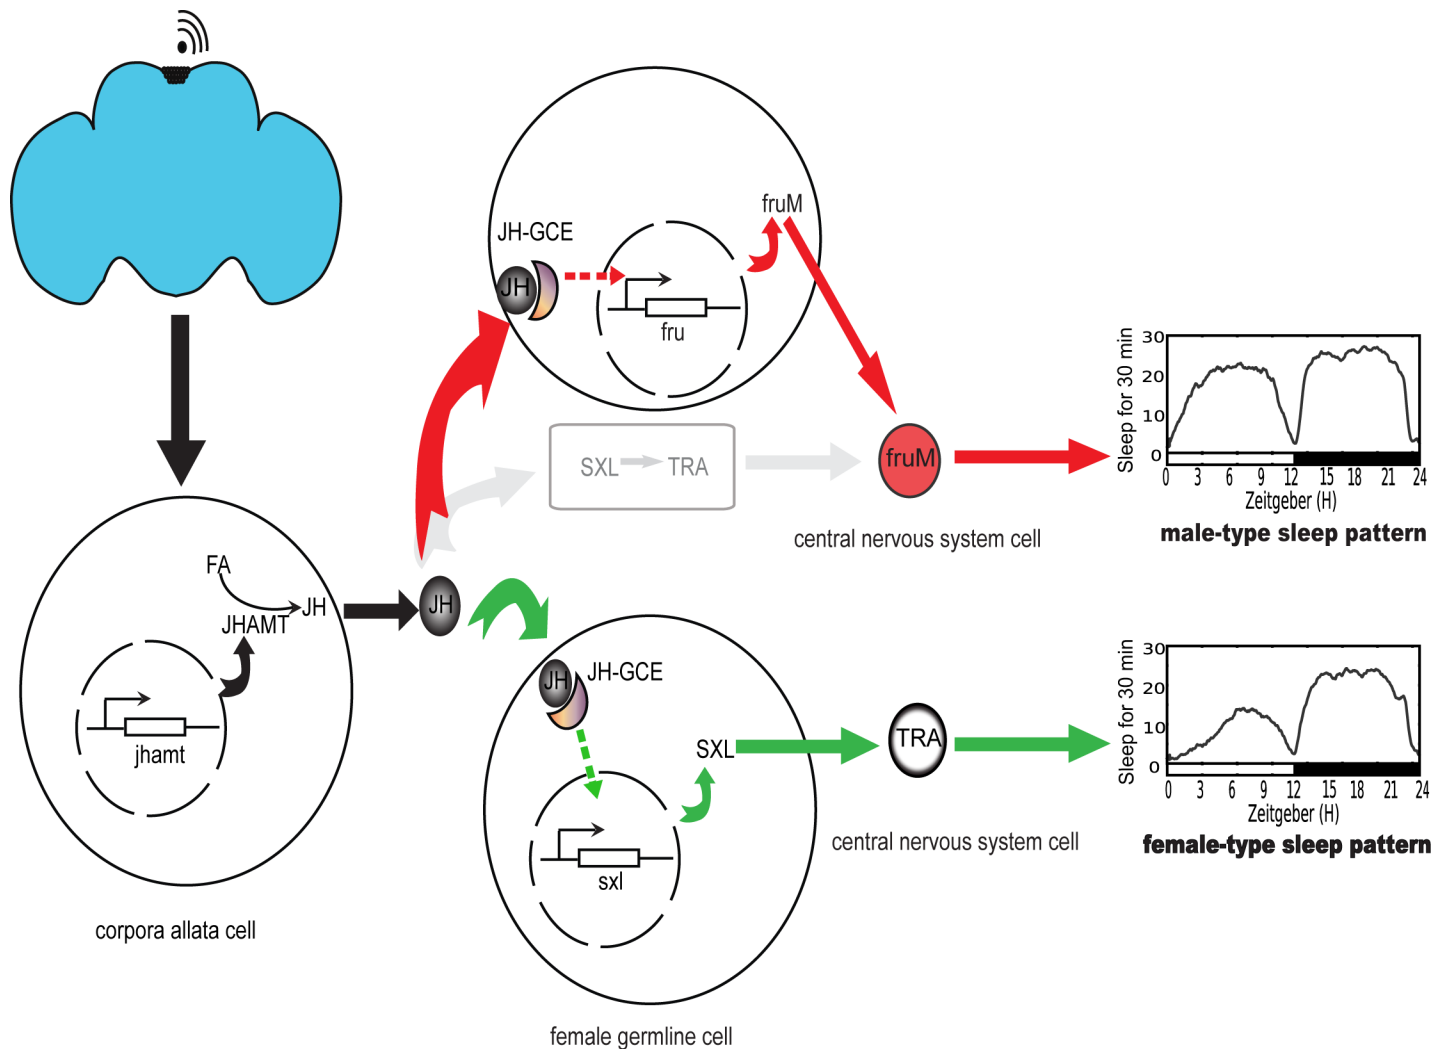 fruM
JH-GCE
JH
fru
SXL
TRA
fruM
central nervous system cell
Sleep for 30 min
30
20
10
0
0 3 6 9 12 15 18 21 24
Zeitgeber (H)
male-type sleep pattern
FA
JHAMT
JH
jhamt
corpora allata cell
JH
JH
JH-GCE
sxl
SXL
female germline cell
TRA
central nervous system cell
Sleep for 30 min
30
20
10
0
0 3 6 9 12 15 18 21 24
Zeitgeber (H)
female-type sleep pattern